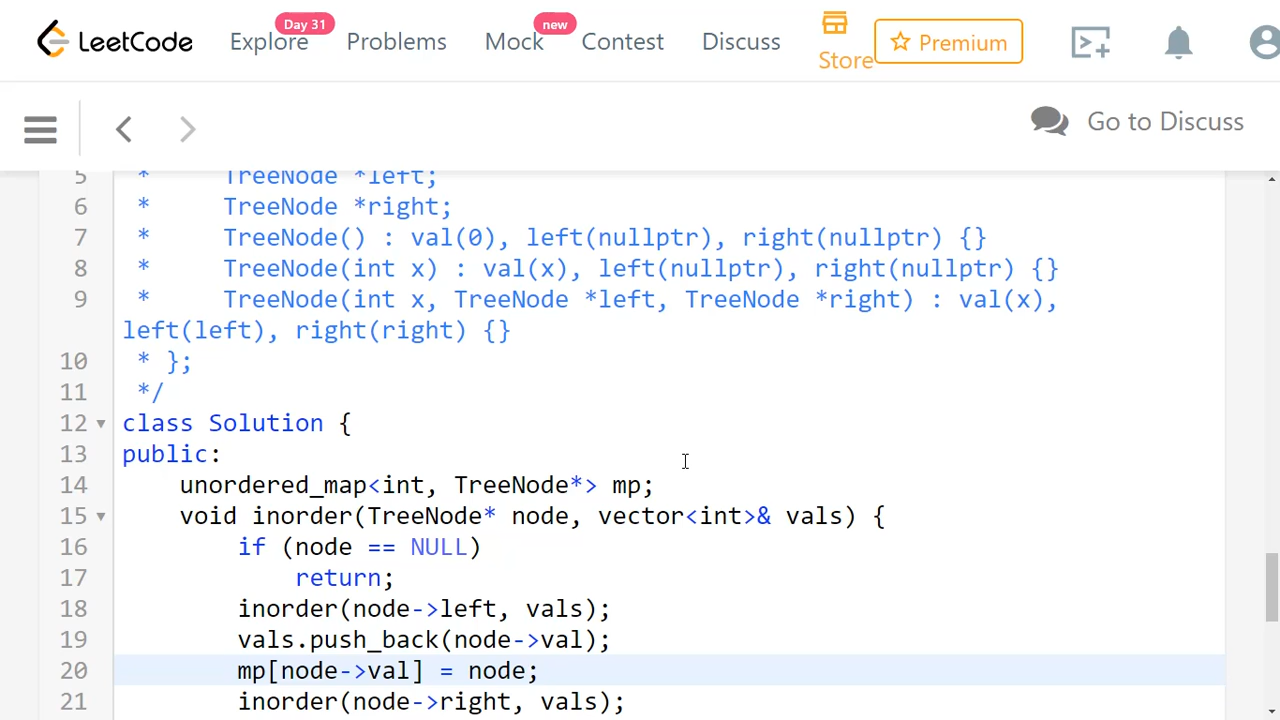 Day 31 new
LeetCode Explore Problems Mock Contest Discuss Store Premium
Go to Discuss
5 * TreeNode *left;
6 * TreeNode *right;
7 * TreeNode() : val(0), left(nullptr), right(nullptr) {}
8 * TreeNode(int x) : val(x), left(nullptr), right(nullptr) {}
9 * TreeNode(int x, TreeNode *left, TreeNode *right) : val(x),
left(left), right(right) {}
10 * };
11 */
12 class Solution {
13 public:
14 unordered_map<int, TreeNode*> mp;
15 void inorder(TreeNode* node, vector<int>& vals) {
16 if (node == NULL)
17 return;
18 inorder(node->left, vals);
19 vals.push_back(node->val);
20 mp[node->val] = node;
21 inorder(node->right, vals);